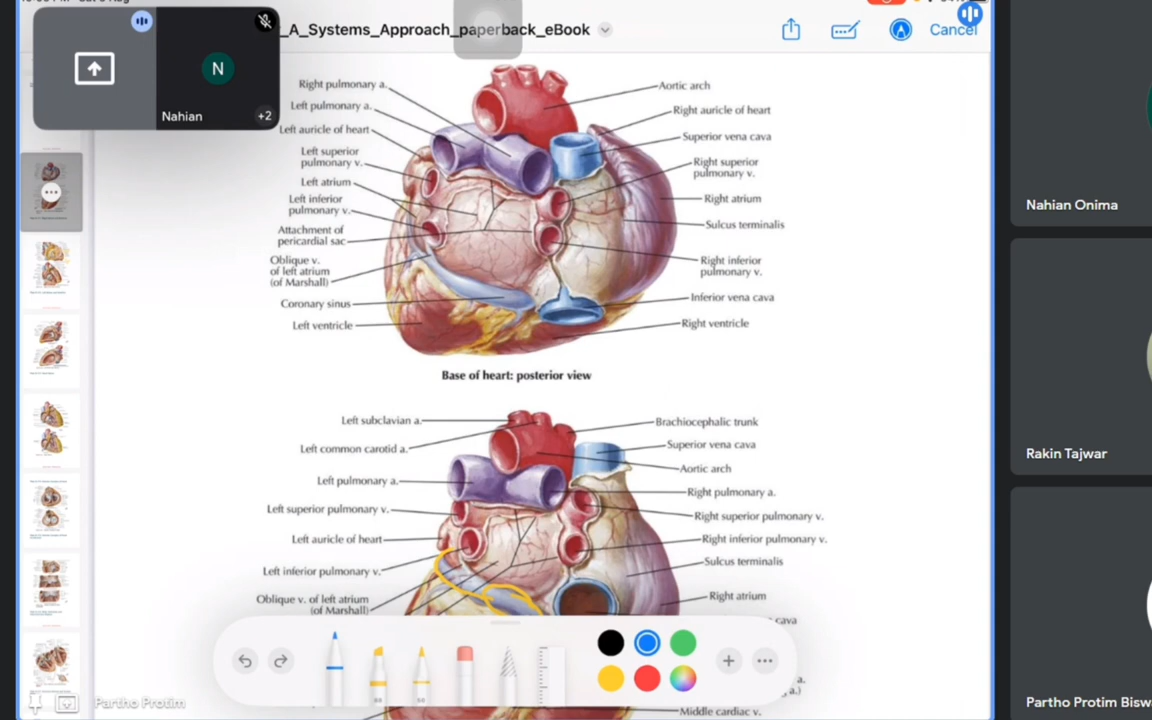 _A_Systems_Approach_paperback_eBook
Cancel
N
Nahian
+2
Right pulmonary a.
Left pulmonary a.
Left auricle of heart
Left superior
pulmonary v.
Left atrium
Left inferior
pulmonary v.
Attachment of
pericardial sac
Oblique v.
of left atrium
(of Marshall)
Coronary sinus
Left ventricle
Aortic arch
Right auricle of heart
Superior vena cava
Right superior
pulmonary v.
Right atrium
Sulcus terminalis
Right inferior
pulmonary v.
Inferior vena cava
Right ventricle
Base of heart: posterior view
Left subclavian a.
Left common carotid a.
Left pulmonary a.
Left superior pulmonary v.
Left auricle of heart
Left inferior pulmonary v.
Oblique v. of left atrium
(of Marshall)
Brachiocephalic trunk
Superior vena cava
Aortic arch
Right pulmonary a.
Right superior pulmonary v.
Right inferior pulmonary v.
Sulcus terminalis
Right atrium
cava
a.
a.)
Middle cardiac v.
Partho Protim
Nahian Onima
Rakin Tajwar
Partho Protim Bisw